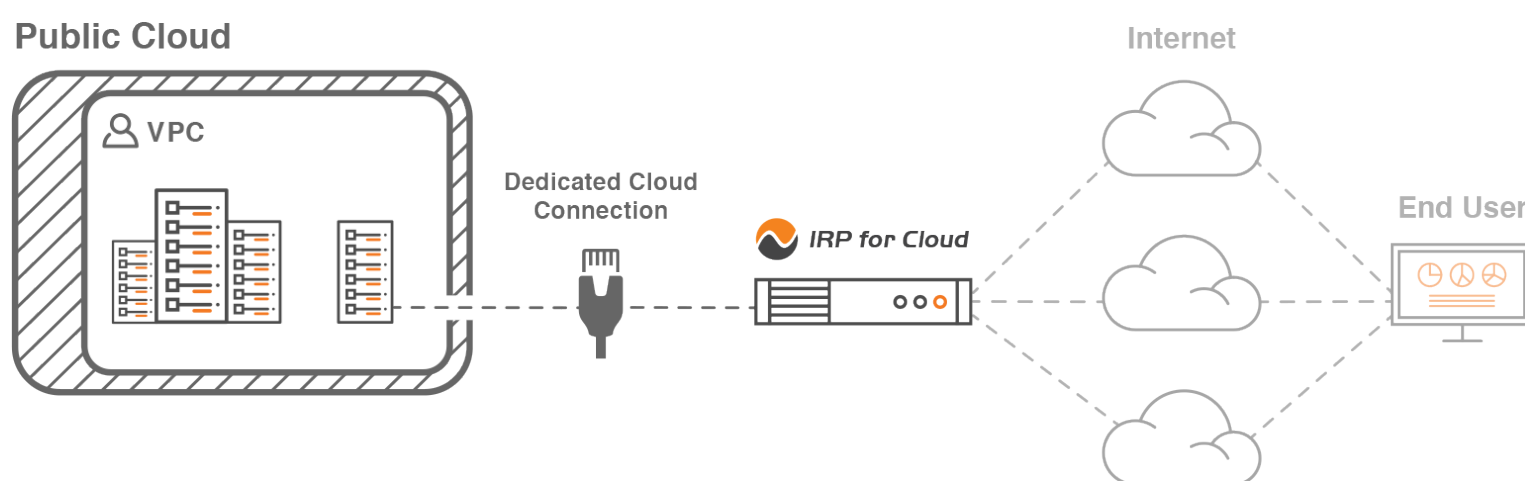 Public Cloud
VPC
Dedicated Cloud
Connection
IRP for Cloud
Internet
End User